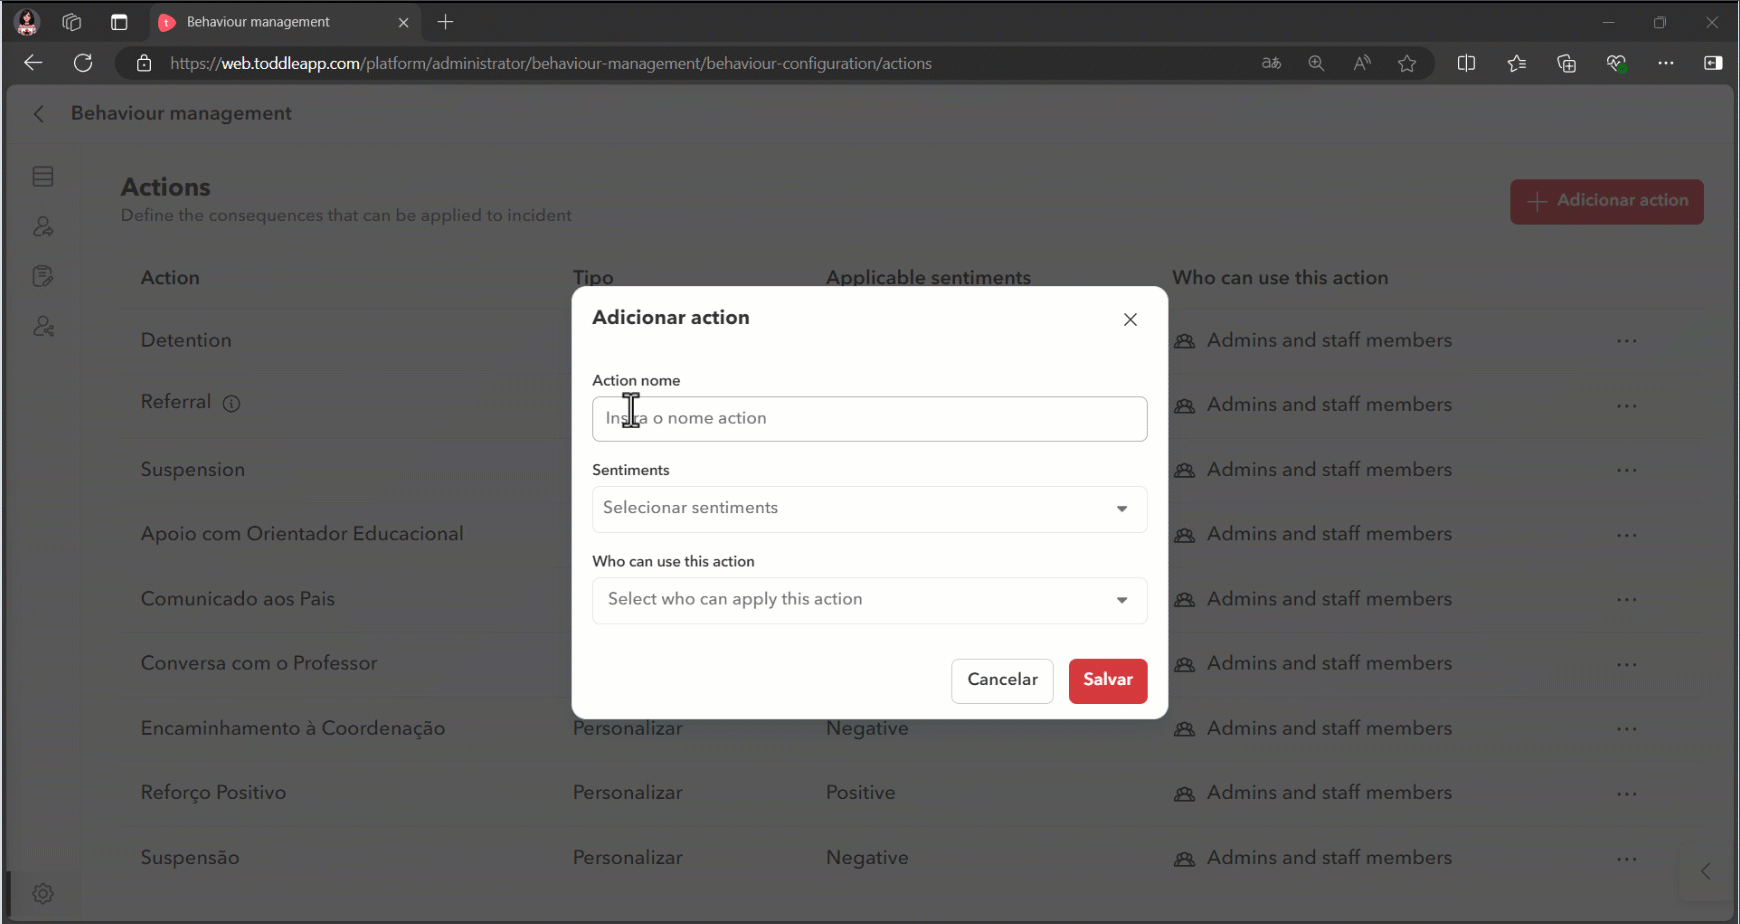 Behaviour management
https://web.toddleapp.com/platform/administrator/behaviour-management/behaviour-configuration/actions
Behaviour management
Actions
Define the consequences that can be applied to incident
Adicionar action
Action Tipo Applicable sentiments Who can use this action
Detention Admins and staff members
Referral Admins and staff members
Suspension Admins and staff members
Apoio com Orientador Educacional Admins and staff members
Comunicado aos Pais Admins and staff members
Conversa com o Professor Admins and staff members
Encaminhamento à Coordenação Personalizar Negative Admins and staff members
Reforço Positivo Personalizar Positive Admins and staff members
Suspensão Personalizar Negative Admins and staff members
Adicionar action
Action nome
Insira o nome action
Sentiments
Selecionar sentiments
Who can use this action
Select who can apply this action
Cancelar Salvar